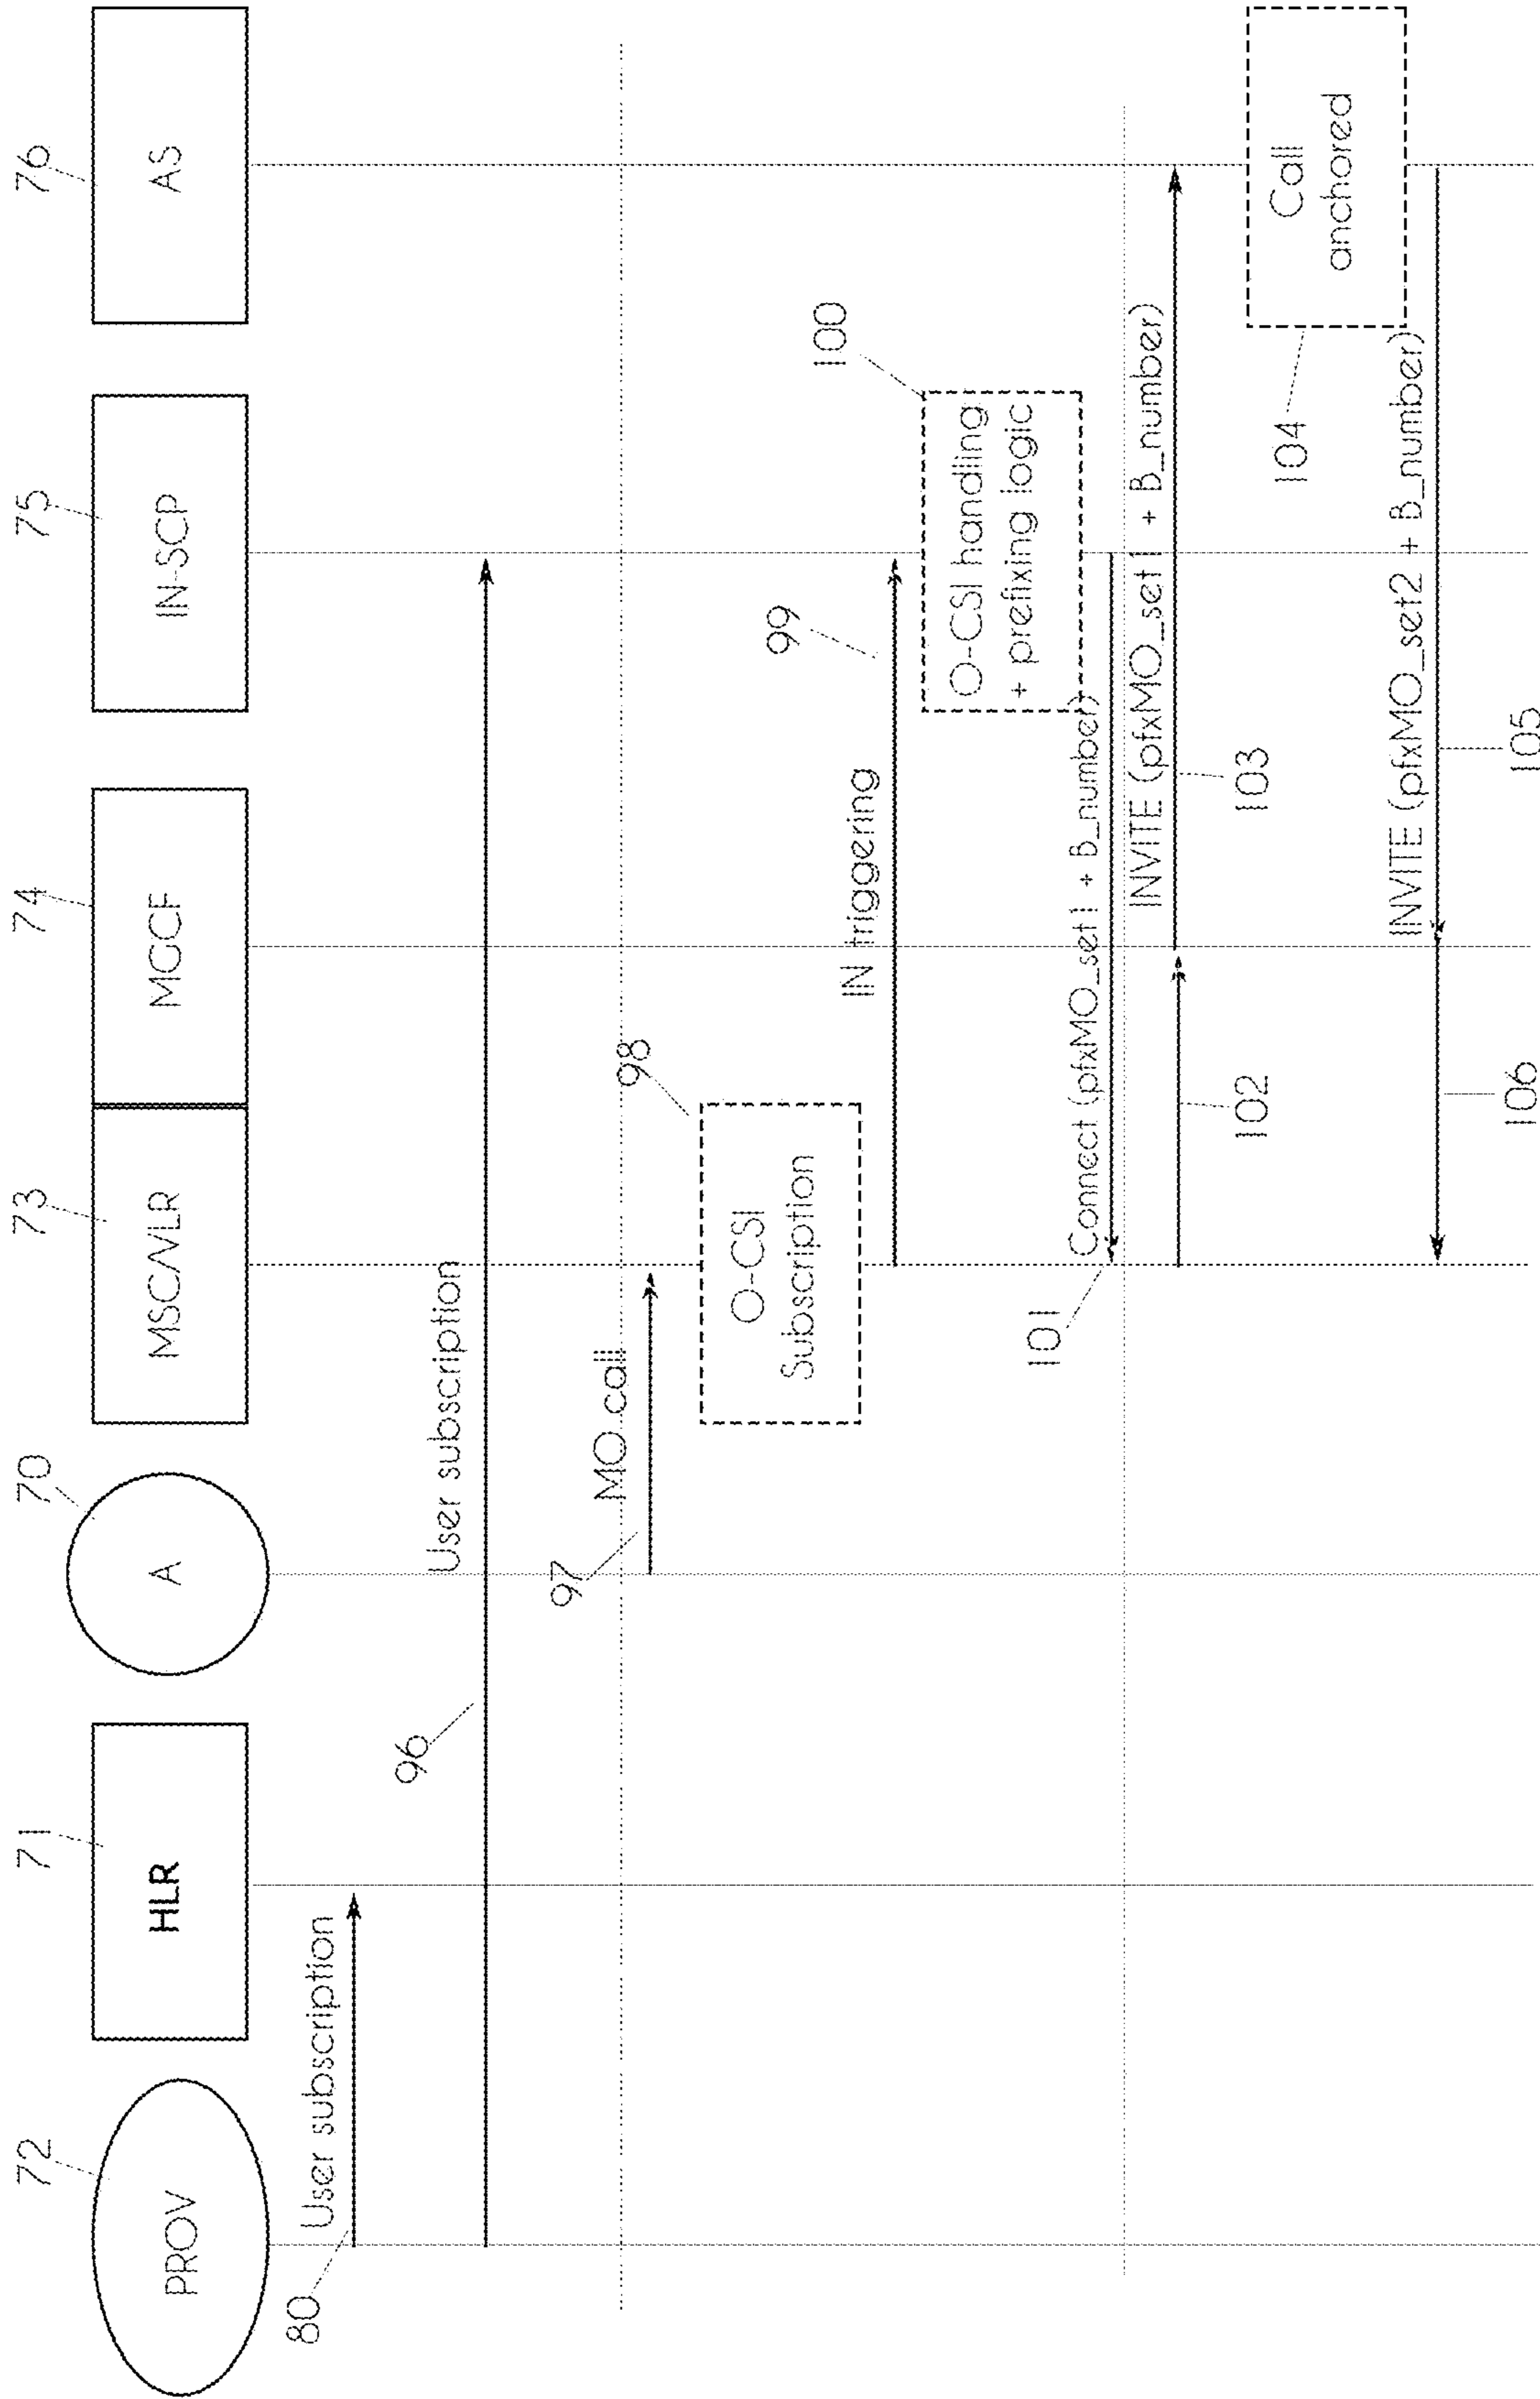 72
71
70
73
74
75
76
PROV
HLR
A
MSC/VLR
MGCF
IN-SCP
AS
80
User subscription
96
User subscription
97
MO call
98
O-CSI
Subscription
IN triggering
99
100
O-CSI handling
+ prefixing logic
101
Connect (pfxMO_set1 + B_number)
102
INVITE (pfxMO_set1 + B_number)
103
104
Call
anchored
INVITE (pfxMO_set2 + B_number)
105
106